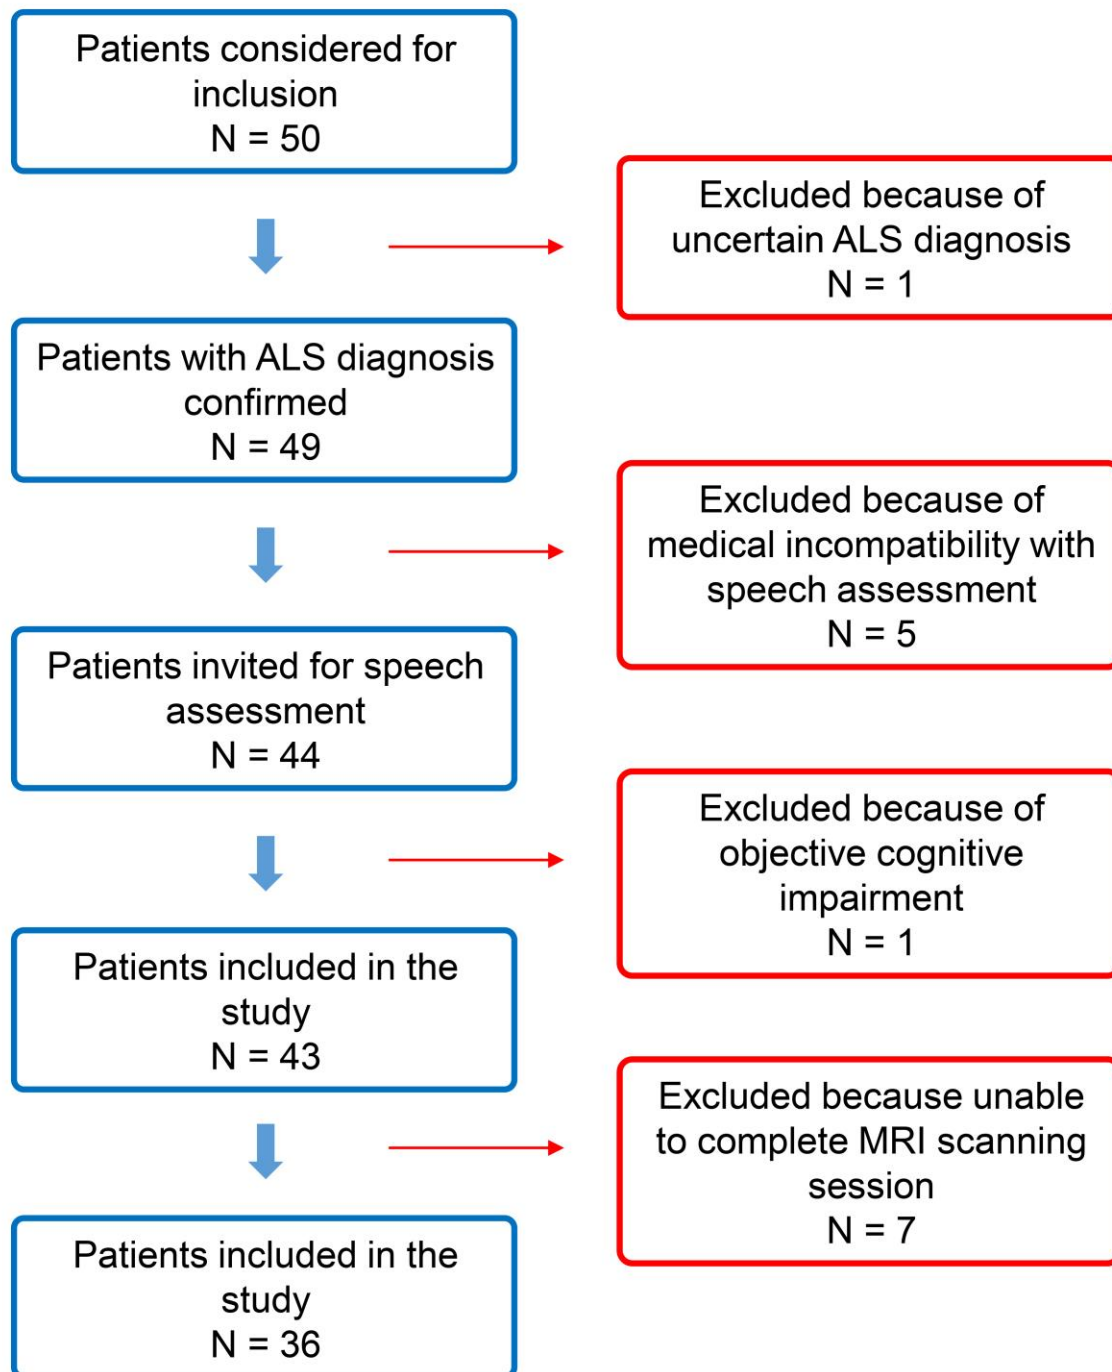 Patients considered for
inclusion
N = 50
Excluded because of
uncertain ALS diagnosis
N = 1
Patients with ALS diagnosis
confirmed
N = 49
Excluded because of
medical incompatibility with
speech assessment
N = 5
Patients invited for speech
assessment
N = 44
Excluded because of
objective cognitive
impairment
N = 1
Patients included in the
study
N = 43
Excluded because unable
to complete MRI scanning
session
N = 7
Patients included in the
study
N = 36